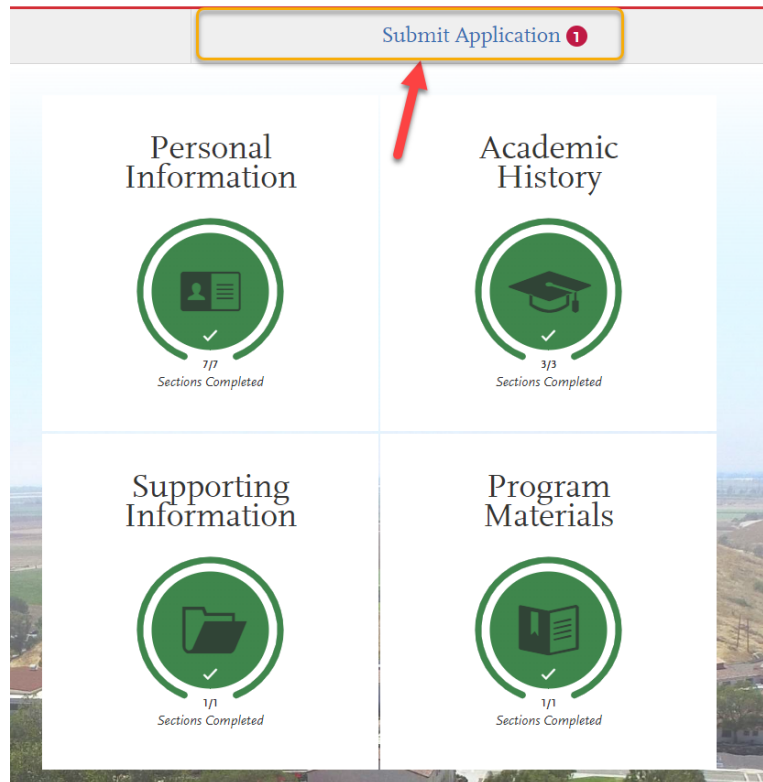 Submit Application 1
Personal
Information
7/7
Sections Completed
Academic
History
3/3
Sections Completed
Supporting
Information
1/1
Sections Completed
Program
Materials
1/1
Sections Completed